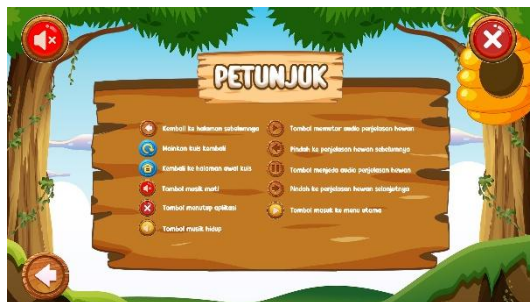 PETUNJUK
Kembali ke halaman sebelumnya
Mainkan kuis kembali
Kembali ke halaman awal kuis
Tombol musik mati
Tombol menutup aplikasi
Tombol musik hidup
Tombol memutar audio penjelasan hewan
Pindah ke penjelasan hewan sebelumnya
Tombol menjeda audio penjelasan hewan
Pindah ke penjelasan hewan selanjutnya
Tombol masuk ke menu utama